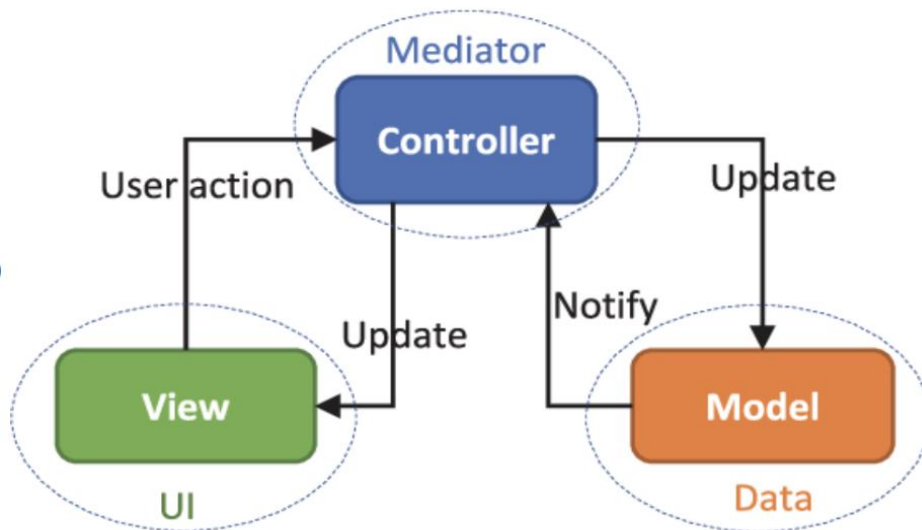 Mediator
Controller
User action
Update
Update
Notify
View
Model
UI
Data